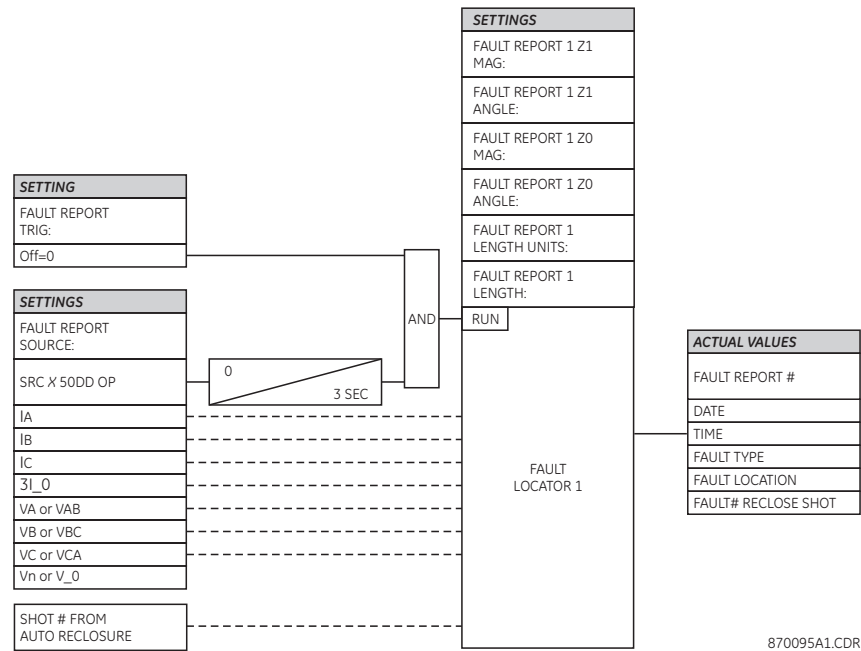 SETTING
FAULT REPORT
TRIG:
Off=0
SETTINGS
FAULT REPORT
SOURCE:
SRC X 50DD OP
IA
IB
IC
3I_0
VA or VAB
VB or VBC
VC or VCA
Vn or V_0
SHOT # FROM
AUTO RECLOSURE
0
3 SEC
AND
SETTINGS
FAULT REPORT 1 Z1
MAG:
FAULT REPORT 1 Z1
ANGLE:
FAULT REPORT 1 Z0
MAG:
FAULT REPORT 1 Z0
ANGLE:
FAULT REPORT 1
LENGTH UNITS:
FAULT REPORT 1
LENGTH:
RUN
FAULT
LOCATOR 1
ACTUAL VALUES
FAULT REPORT #
DATE
TIME
FAULT TYPE
FAULT LOCATION
FAULT# RECLOSE SHOT
870095A1.CDR